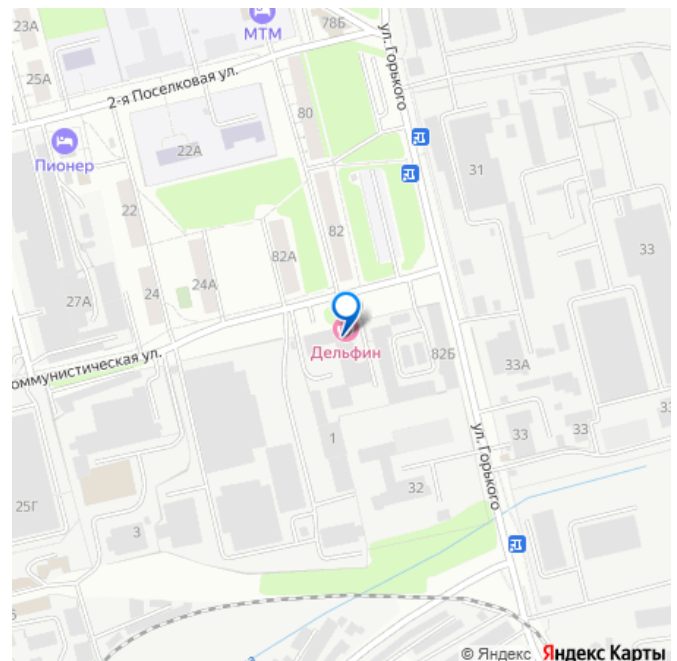 23А
МТМ
78Б
ул. Горького
25А
2-я Поселковая ул.
80
Пионер
22А
31
22
82
33
82А
24А
24
27А
Дельфин
82Б
33А
оммунистическая ул.
33
33
33
ул. Горького
1
32
25Г
3
© Яндекс Яндекс Карты